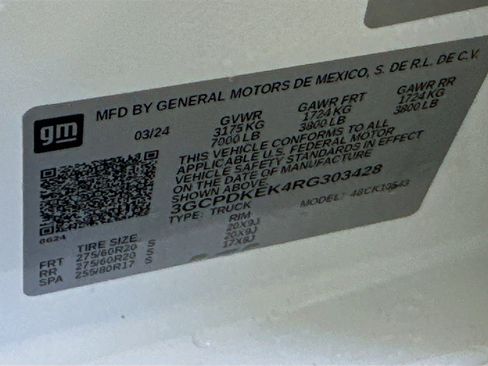 MFD BY GENERAL MOTORS DE MEXICO, S. DE R.L. DE C.V.
gm
03/24 GVWR GAWR FRT GAWR RR
3175 KG 1724 KG 1724 KG
7000 LB 3800 LB 3800 LB
THIS VEHICLE CONFORMS TO ALL
APPLICABLE U.S. FEDERAL MOTOR
VEHICLE SAFETY STANDARDS IN EFFECT
ON THE DATE OF MANUFACTURE
SHOWN ABOVE.
3GCPDKEK4RG303428
TYPE: TRUCK MODEL: 48CK10543
6624
TIRE SIZE RIM
FRT 275/60R20 S 20X9J
RR 275/60R20 S 20X9J
SPA 255/80R17 S 17X8J